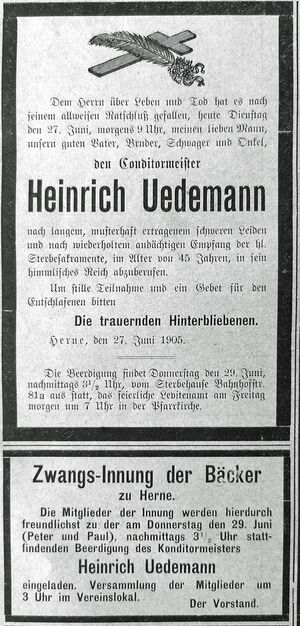 Dem Herrn über Leben und Tod hat es nach
seinem allweisen Ratschluß gefallen, heute Dienstag
den 27. Juni, morgens 9 Uhr, meinen lieben Mann,
unsern guten Vater, Bruder, Schwager und Onkel,
den Conditormeister
Heinrich Uedemann
nach langem, musterhaft ertragenem schweren Leiden
und nach wiederholtem andächtigen Empfang der hl.
Sterbesakramente, im Alter von 45 Jahren, in sein
himmlisches Reich abzuberufen.
Um stille Teilnahme und ein Gebet für den
Entschlafenen bitten
Die trauernden Hinterbliebenen.
Herne, den 27. Juni 1905.
Die Beerdigung findet Donnerstag den 29. Juni,
nachmittags 3½ Uhr, vom Sterbehause Bahnhofstr.
81a aus statt, das feierliche Levitenamt am Freitag
morgen um 7 Uhr in der Pfarrkirche.
Zwangs-Innung der Bäcker
zu Herne.
Die Mitglieder der Innung werden hierdurch
freundlichst zu der am Donnerstag den 29. Juni
(Peter und Paul), nachmittags 3½ Uhr statt-
findenden Beerdigung des Konditormeisters
Heinrich Uedemann
eingeladen. Versammlung der Mitglieder um
3 Uhr im Vereinslokal.
Der Vorstand.